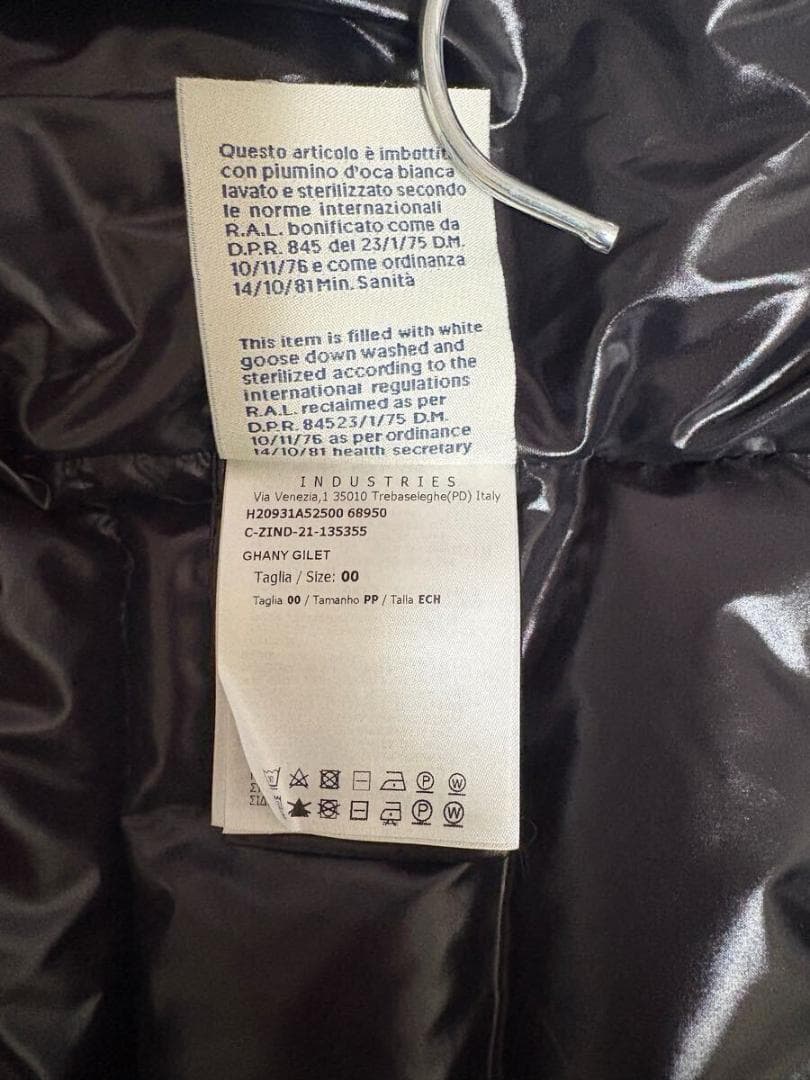 Questo articolo è imbottit
con piumino d'oca bianca
lavato e sterilizzato secondo
le norme internazionali
R.A.L. bonificato come da
D.P.R. 845 del 23/1/75 D.M.
10/11/76 e come ordinanza
14/10/81 Min. Sanità
This item is filled with white
goose down washed and
sterilized according to the
international regulations
R.A.L. reclaimed as per
D.P.R. 84523/1/75 D.M.
10/11/76 as per ordinance
14/10/81 health secretary
INDUSTRIES
Via Venezia,1 35010 Trebaseleghe(PD) Italy
H20931A52500 68950
C-ZIND-21-135355
GHANY GILET
Taglia / Size: 00
Taglia 00 / Tamanho PP / Talla ECH
P W
P W